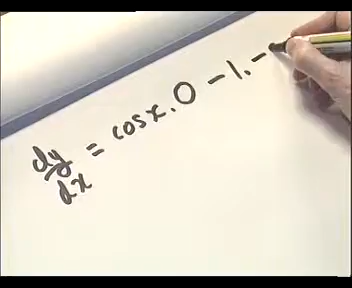 dy/dx = cosx . 0 - 1. -